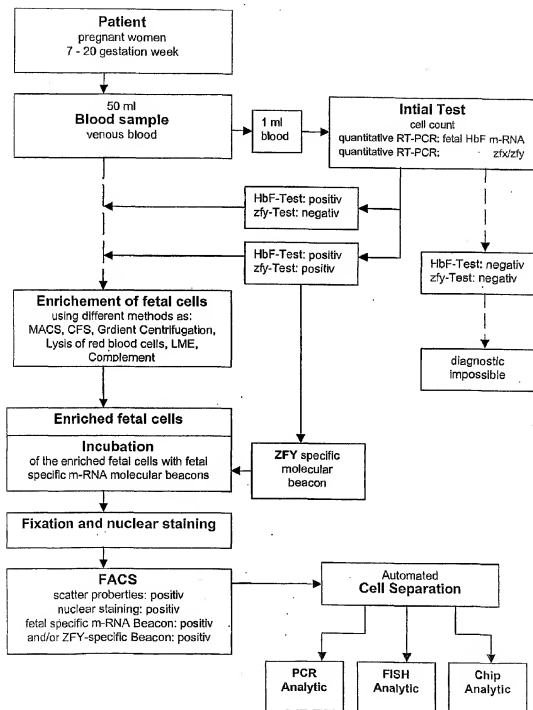 Patient
pregnant women
7 - 20 gestation week
50 ml
Blood sample
venous blood
1 ml
blood
Intial Test
cell count
quantitative RT-PCR: fetal HbF m-RNA
quantitative RT-PCR: zfx/zfy
HbF-Test: positiv
zfy-Test: negativ
HbF-Test: positiv
zfy-Test: positiv
HbF-Test: negativ
zfy-Test: negativ
diagnostic
impossible
Enrichement of fetal cells
using different methods as:
MACS, CFS, Grdient Centrifugation,
Lysis of red blood cells, LME,
Complement
Enriched fetal cells
Incubation
of the enriched fetal cells with fetal
specific m-RNA molecular beacons
ZFY specific
molecular
beacon
Fixation and nuclear staining
FACS
scatter proberties: positiv
nuclear staining: positiv
fetal specific m-RNA Beacon: positiv
and/or ZFY-specific Beacon: positiv
Automated
Cell Separation
PCR
Analytic
FISH
Analytic
Chip
Analytic